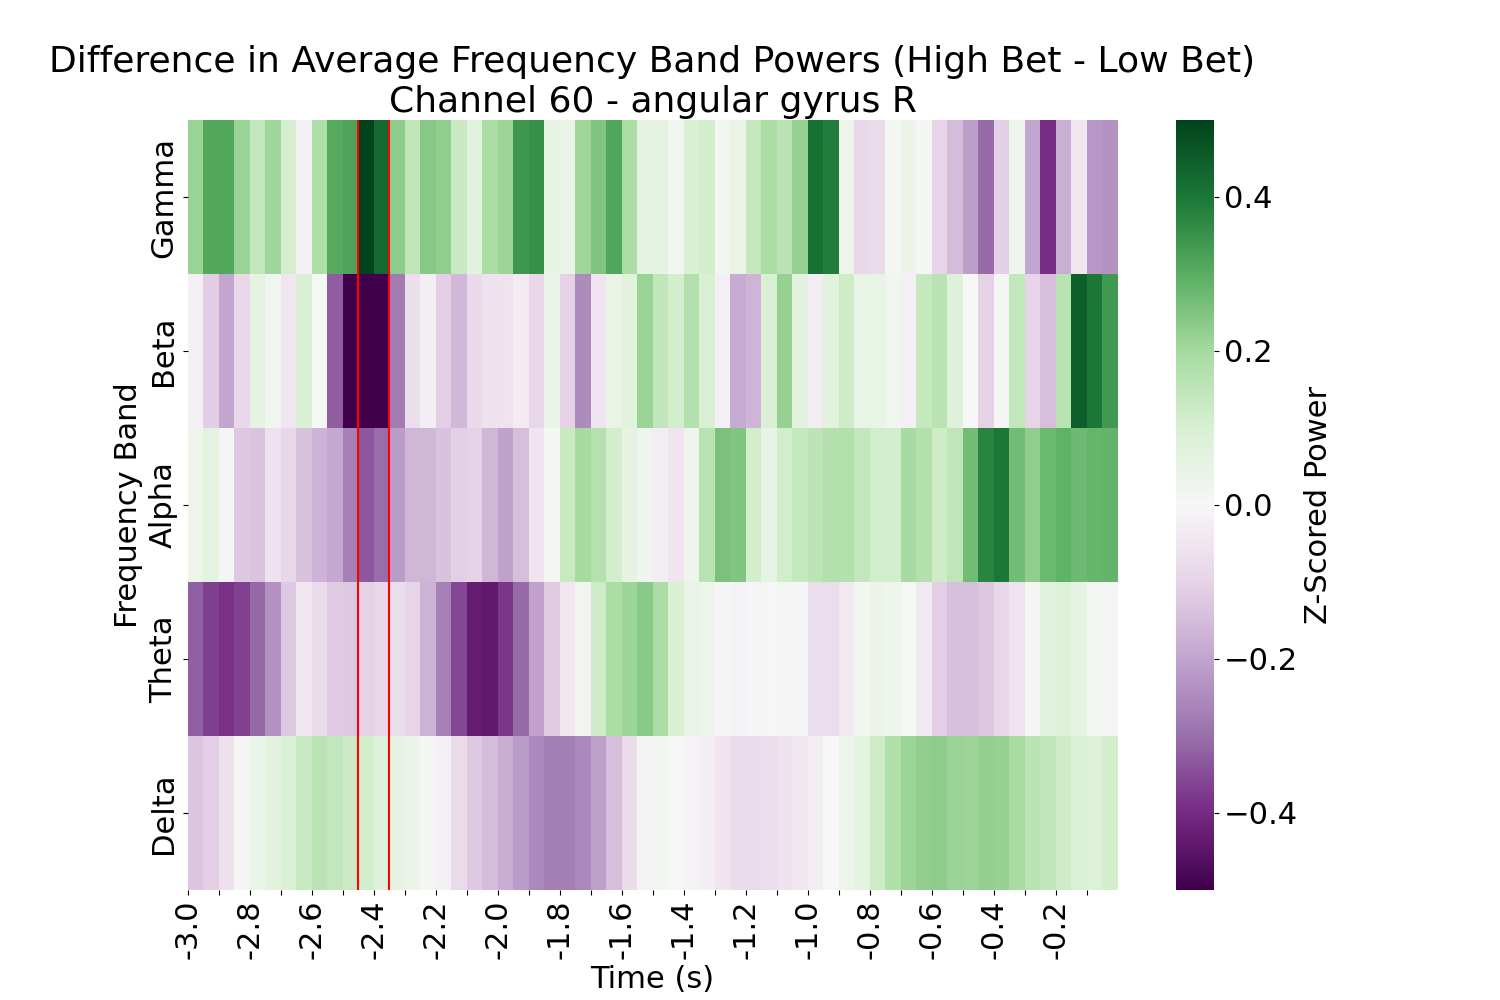 Difference in Average Frequency Band Powers (High Bet - Low Bet)
Channel 60 - angular gyrus R
Frequency Band
Gamma
Beta
Alpha
Theta
Delta
-3.0
-2.8
-2.6
-2.4
-2.2
-2.0
-1.8
-1.6
-1.4
-1.2
-1.0
-0.8
-0.6
-0.4
-0.2
Time (s)
0.4
0.2
0.0
−0.2
−0.4
Z-Scored Power